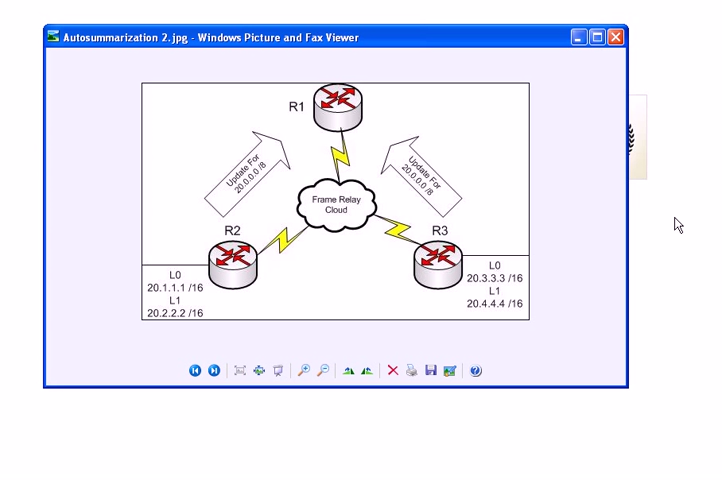 Autosummarization 2.jpg - Windows Picture and Fax Viewer
R1
Update For
20.0.0.0 /8
Update For
20.0.0.0 /8
Frame Relay
Cloud
R2
R3
L0
20.1.1.1 /16
L1
20.2.2.2 /16
L0
20.3.3.3 /16
L1
20.4.4.4 /16